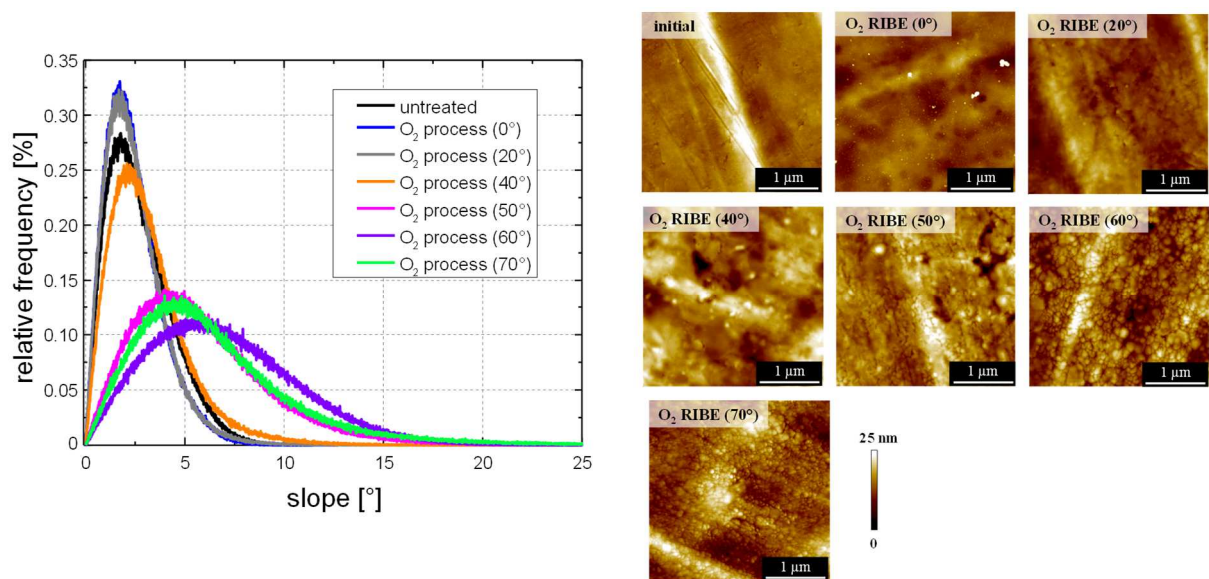 relative frequency [%]
0.35
0.30
0.25
0.20
0.15
0.10
0.05
0
0 5 10 15 20 25
slope [°]
untreated
O₂ process (0°)
O₂ process (20°)
O₂ process (40°)
O₂ process (50°)
O₂ process (60°)
O₂ process (70°)
initial
1 µm
O₂ RIBE (0°)
1 µm
O₂ RIBE (20°)
1 µm
O₂ RIBE (40°)
1 µm
O₂ RIBE (50°)
1 µm
O₂ RIBE (60°)
1 µm
O₂ RIBE (70°)
1 µm
25 nm
0